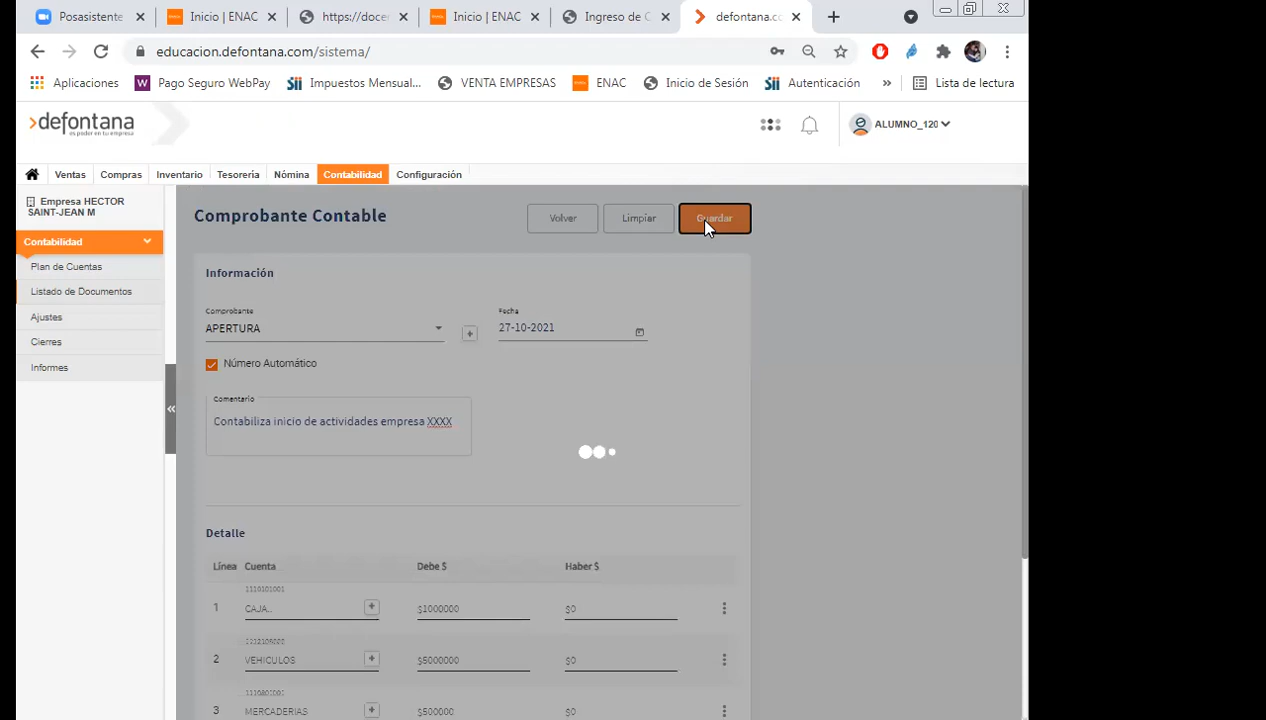 Posasistente
Inicio | ENAC
https://doce
Inicio | ENAC
Ingreso de C
defontana.cc
educacion.defontana.com/sistema/
Aplicaciones
Pago Seguro WebPay
Impuestos Mensual...
VENTA EMPRESAS
ENAC
Inicio de Sesión
Autenticación
»
Lista de lectura
defontana
es poder en tu empresa
ALUMNO_120
Ventas
Compras
Inventario
Tesorería
Nómina
Contabilidad
Configuración
Empresa HECTOR
SAINT-JEAN M
Contabilidad
Plan de Cuentas
Listado de Documentos
Ajustes
Cierres
Informes
«
Comprobante Contable
Volver
Limpiar
Guardar
Información
Comprobante
APERTURA
Fecha
27-10-2021
Número Automático
Comentario
Contabiliza inicio de actividades empresa XXXX
Detalle
Línea Cuenta Debe $ Haber $
1110101001
1 CAJA.. $1000000 $0
2 VEHICULOS $5000000 $0
3 MERCADERIAS $500000 $0